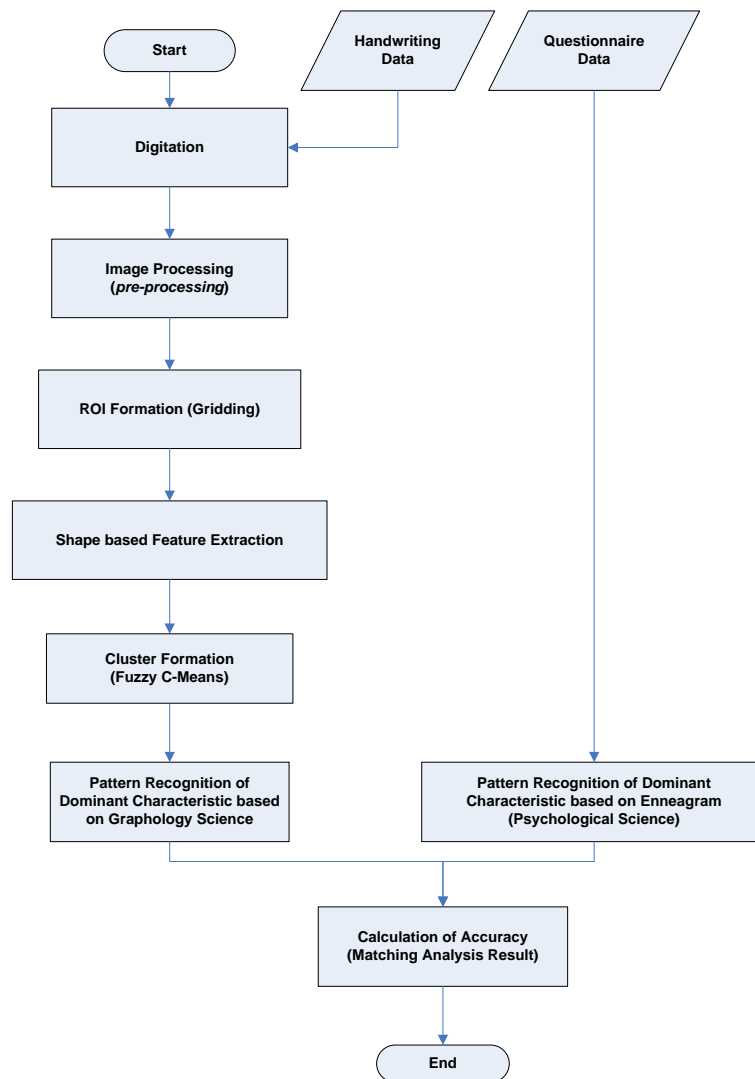 Start
Handwriting
Data
Questionnaire
Data
Digitation
Image Processing
(pre-processing)
ROI Formation (Gridding)
Shape based Feature Extraction
Cluster Formation
(Fuzzy C-Means)
Pattern Recognition of
Dominant Characteristic based
on Graphology Science
Pattern Recognition of Dominant
Characteristic based on Enneagram
(Psychological Science)
Calculation of Accuracy
(Matching Analysis Result)
End